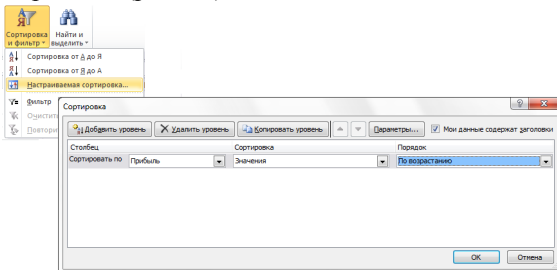 Сортировка и фильтр
Найти и выделить
Сортировка от А до Я
Сортировка от Я до А
Настраиваемая сортировка...
Фильтр
Очистить
Повтори
Сортировка
Добавить уровень
Удалить уровень
Копировать уровень
Параметры...
Мои данные содержат заголовки
Столбец
Сортировка
Порядок
Сортировать по
Прибыль
Значения
По возрастанию
ОК
Отмена